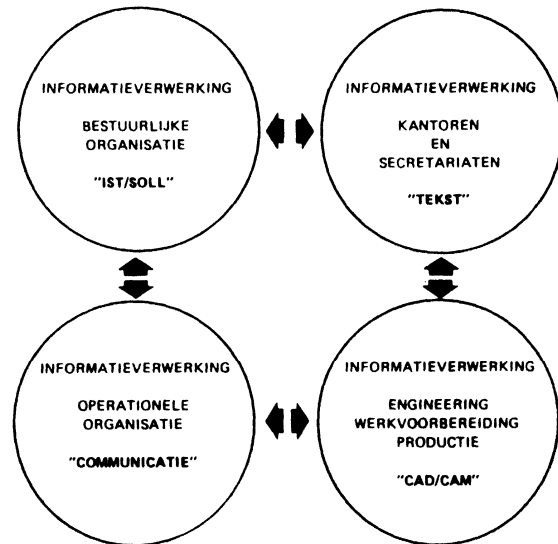 INFORMATIEVERWERKING
BESTUURLIJKE
ORGANISATIE
"IST/SOLL"
INFORMATIEVERWERKING
KANTOREN
EN
SECRETARIATEN
"TEKST"
INFORMATIEVERWERKING
OPERATIONELE
ORGANISATIE
"COMMUNICATIE"
INFORMATIEVERWERKING
ENGINEERING
WERKVOORBEREIDING
PRODUCTIE
"CAD/CAM"